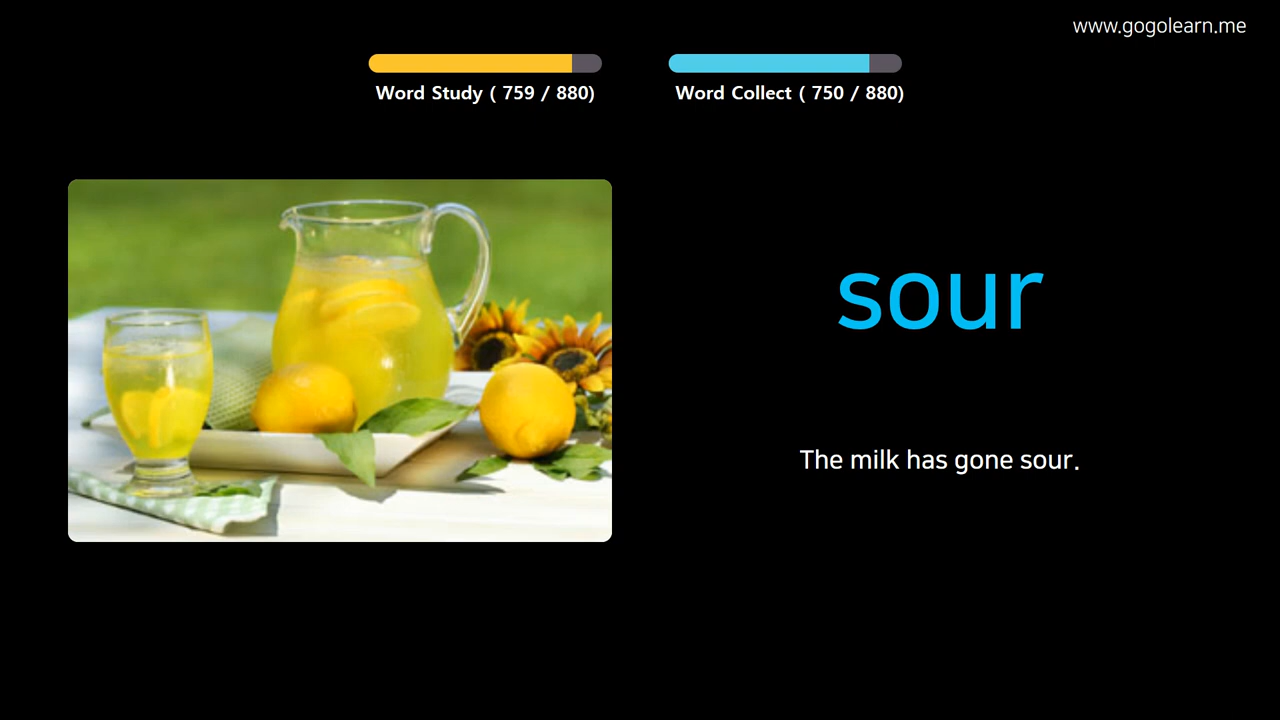 www.gogolearn.me
Word Study ( 759 / 880)
Word Collect ( 750 / 880)
sour
The milk has gone sour.